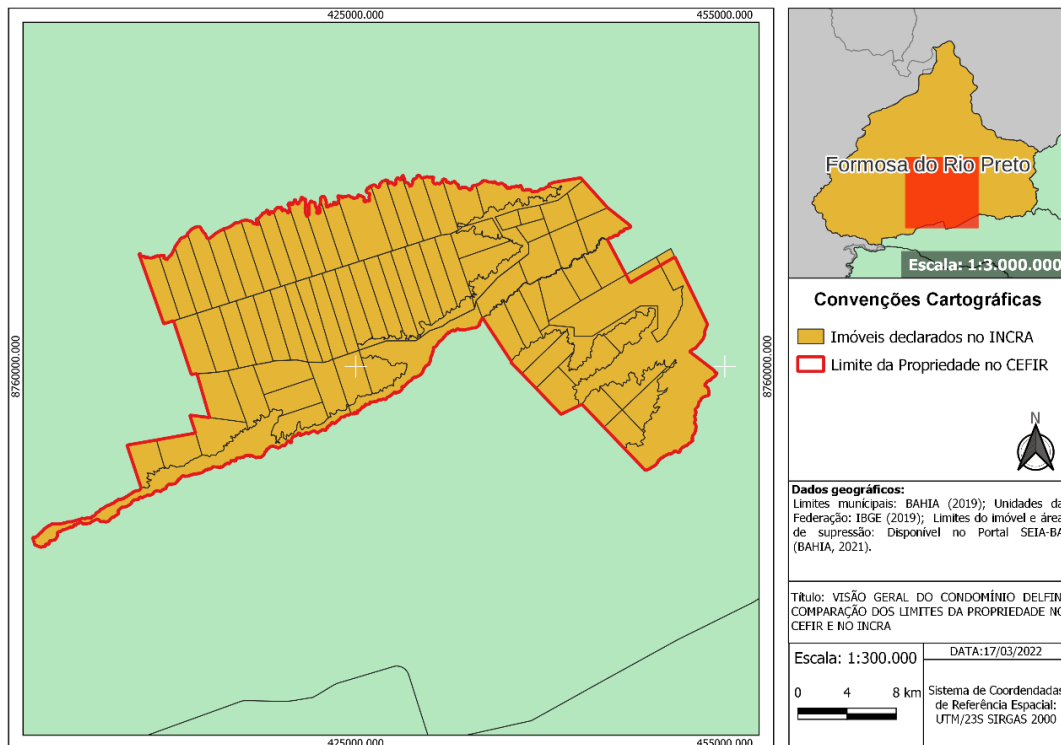 425000.000
455000.000
8760000.000
8760000.000
425000.000
455000.000
Formosa do Rio Preto
Escala: 1:3.000.000
Convenções Cartográficas
Imóveis declarados no INCRA
Limite da Propriedade no CEFIR
N
Dados geográficos:
Limites municipais: BAHIA (2019); Unidades da
Federação: IBGE (2019); Limites do imóvel e área
de supressão: Disponível no Portal SEIA-BA
(BAHIA, 2021).
Título: VISÃO GERAL DO CONDOMÍNIO DELFIN
COMPARAÇÃO DOS LIMITES DA PROPRIEDADE NO
CEFIR E NO INCRA
Escala: 1:300.000
0 4 8 km
DATA:17/03/2022
Sistema de Coordendadas
de Referência Espacial:
UTM/23S SIRGAS 2000